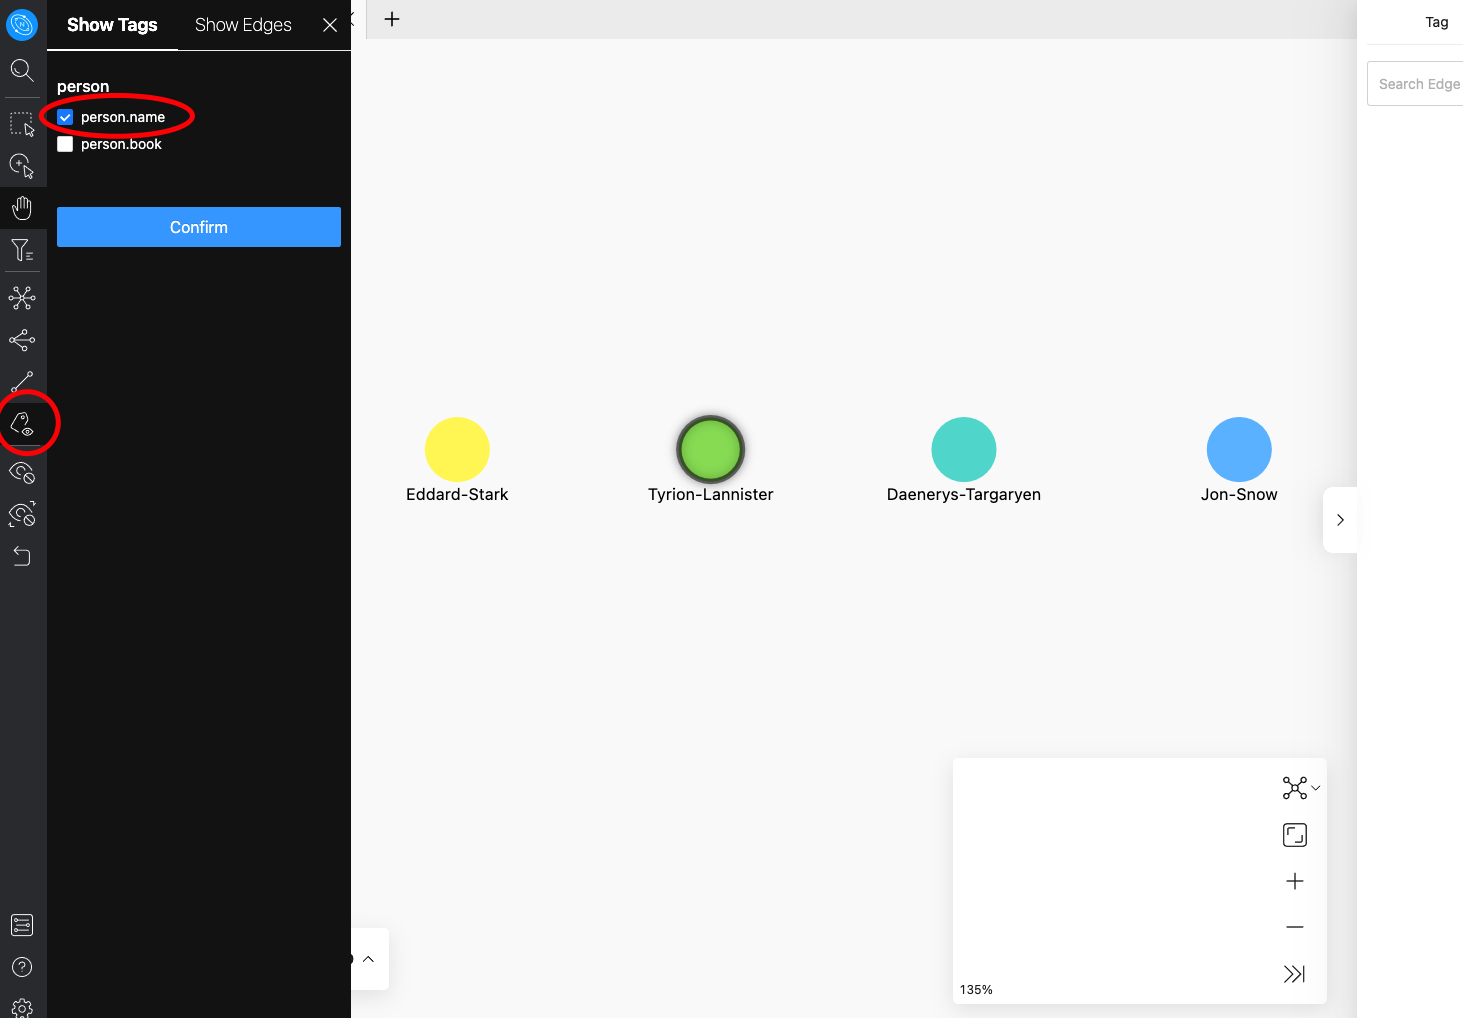 Show Tags
Show Edges
person
person.name
person.book
Confirm
Tag
Search Edge
Eddard-Stark
Tyrion-Lannister
Daenerys-Targaryen
Jon-Snow
135%